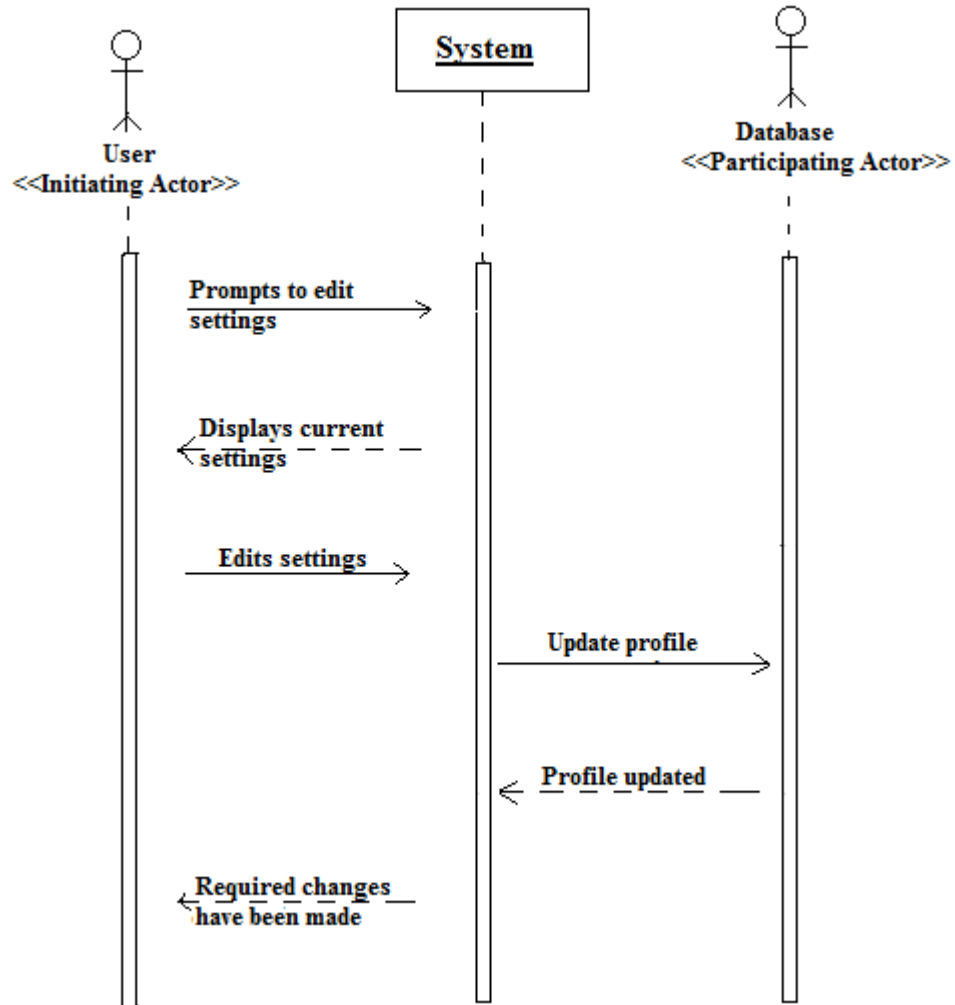 System
User
<<Initiating Actor>>
Database
<<Participating Actor>>
Prompts to edit
settings
Displays current
settings
Edits settings
Update profile
Profile updated
Required changes
have been made